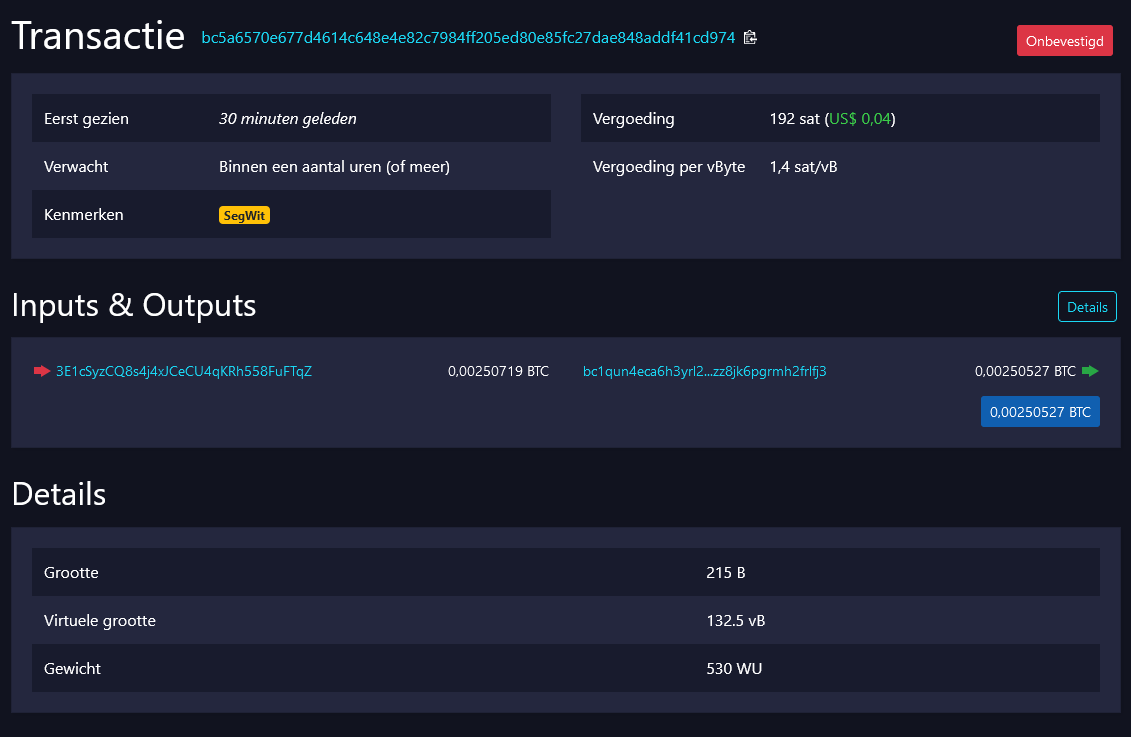 Transactie bc5a6570e677d4614c648e4e82c7984ff205ed80e85fc27dae848addf41cd974 Onbevestigd
Eerst gezien 30 minuten geleden
Verwacht Binnen een aantal uren (of meer)
Kenmerken SegWit
Vergoeding 192 sat (US$ 0,04)
Vergoeding per vByte 1,4 sat/vB
Inputs & Outputs Details
3E1cSyzCQ8s4j4xJCeCU4qKRh558FuFTqZ 0,00250719 BTC bc1qun4eca6h3yrl2...zz8jk6pgrmh2frlfj3 0,00250527 BTC
0,00250527 BTC
Details
Grootte 215 B
Virtuele grootte 132.5 vB
Gewicht 530 WU